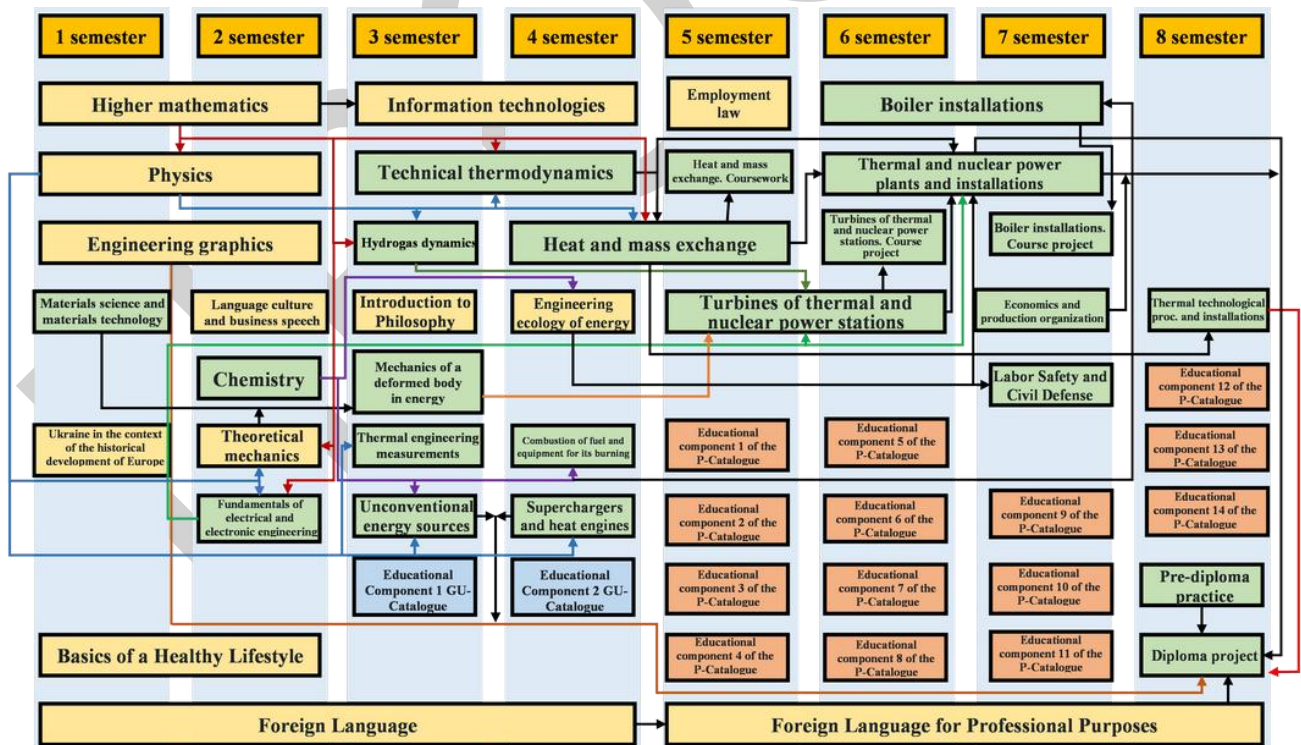 1 semester
2 semester
3 semester
4 semester
5 semester
6 semester
7 semester
8 semester
Higher mathematics
Information technologies
Employment
law
Boiler installations
Physics
Technical thermodynamics
Heat and mass
exchange. Coursework
Thermal and nuclear power
plants and installations
Engineering graphics
Hydrogas dynamics
Heat and mass exchange
Turbines of thermal
and nuclear power
stations. Course
project
Boiler installations.
Course project
Materials science and
materials technology
Language culture
and business speech
Introduction to
Philosophy
Engineering
ecology of energy
Turbines of thermal and
nuclear power stations
Economics and
production organization
Thermal technological
proc. and installations
Chemistry
Mechanics of a
deformed body
in energy
Labor Safety and
Civil Defense
Educational
component 12 of the
P-Catalogue
Ukraine in the context
of the historical
development of Europe
Theoretical
mechanics
Thermal engineering
measurements
Combustion of fuel and
equipment for its burning
Educational
component 1 of the
P-Catalogue
Educational
component 5 of the
P-Catalogue
Educational
component 13 of the
P-Catalogue
Fundamentals of
electrical and
electronic engineering
Unconventional
energy sources
Superchargers
and heat engines
Educational
component 2 of the
P-Catalogue
Educational
component 6 of the
P-Catalogue
Educational
component 9 of the
P-Catalogue
Educational
component 14 of the
P-Catalogue
Educational
Component 1 GU-
Catalogue
Educational
Component 2 GU-
Catalogue
Educational
component 3 of the
P-Catalogue
Educational
component 7 of the
P-Catalogue
Educational
component 10 of the
P-Catalogue
Pre-diploma
practice
Basics of a Healthy Lifestyle
Educational
component 4 of the
P-Catalogue
Educational
component 8 of the
P-Catalogue
Educational
component 11 of the
P-Catalogue
Diploma project
Foreign Language
Foreign Language for Professional Purposes